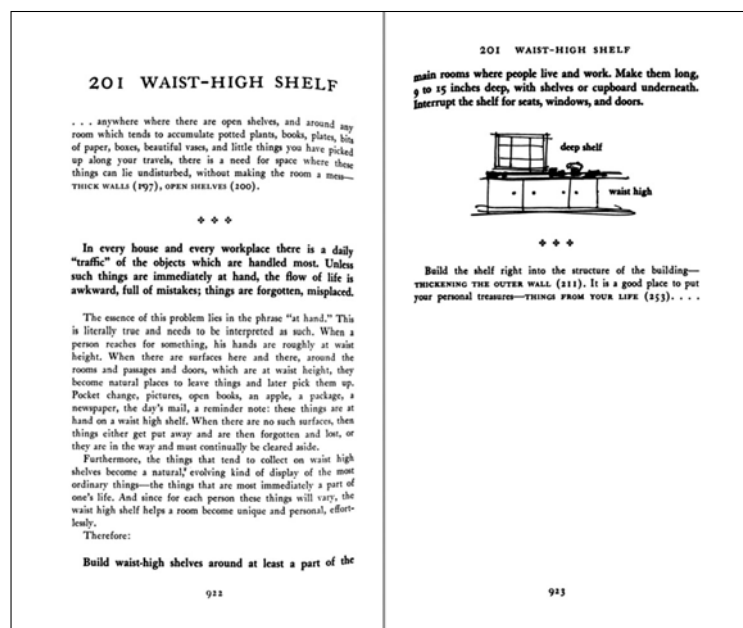 201 WAIST-HIGH SHELF
. . . anywhere where there are open shelves, and around any
room which tends to accumulate potted plants, books, plates, bits
of paper, boxes, beautiful vases, and little things you have picked
up along your travels, there is a need for space where these
things can lie undisturbed, without making the room a mess—
THICK WALLS (197), OPEN SHELVES (200).
❖ ❖ ❖
In every house and every workplace there is a daily
“traffic” of the objects which are handled most. Unless
such things are immediately at hand, the flow of life is
awkward, full of mistakes; things are forgotten, misplaced.
The essence of this problem lies in the phrase “at hand.” This
is literally true and needs to be interpreted as such. When a
person reaches for something, his hands are roughly at waist
height. When there are surfaces here and there, around the
rooms and passages and doors, which are at waist height, they
become natural places to leave things and later pick them up.
Pocket change, pictures, open books, an apple, a package, a
newspaper, the day’s mail, a reminder note: these things are at
hand on a waist high shelf. When there are no such surfaces, then
things either get put away and are then forgotten and lost, or
they are in the way and must continually be cleared aside.
Furthermore, the things that tend to collect on waist high
shelves become a natural, evolving kind of display of the most
ordinary things—the things that are most immediately a part of
one’s life. And since for each person these things will vary, the
waist high shelf helps a room become unique and personal, effort-
lessly.
Therefore:
Build waist-high shelves around at least a part of the
922
201 WAIST-HIGH SHELF
main rooms where people live and work. Make them long,
9 to 15 inches deep, with shelves or cupboard underneath.
Interrupt the shelf for seats, windows, and doors.
deep shelf
waist high
❖ ❖ ❖
Build the shelf right into the structure of the building—
THICKENING THE OUTER WALL (211). It is a good place to put
your personal treasures—THINGS FROM YOUR LIFE (253). . . .
923